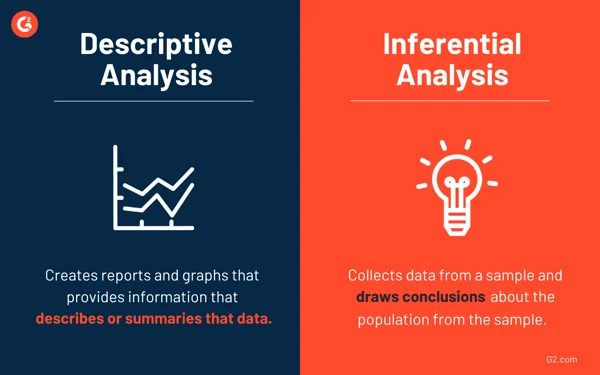 G2
Descriptive
Analysis
Creates reports and graphs that
provides information that
describes or summaries that data.
Inferential
Analysis
Collects data from a sample and
draws conclusions about the
population from the sample.
G2.com